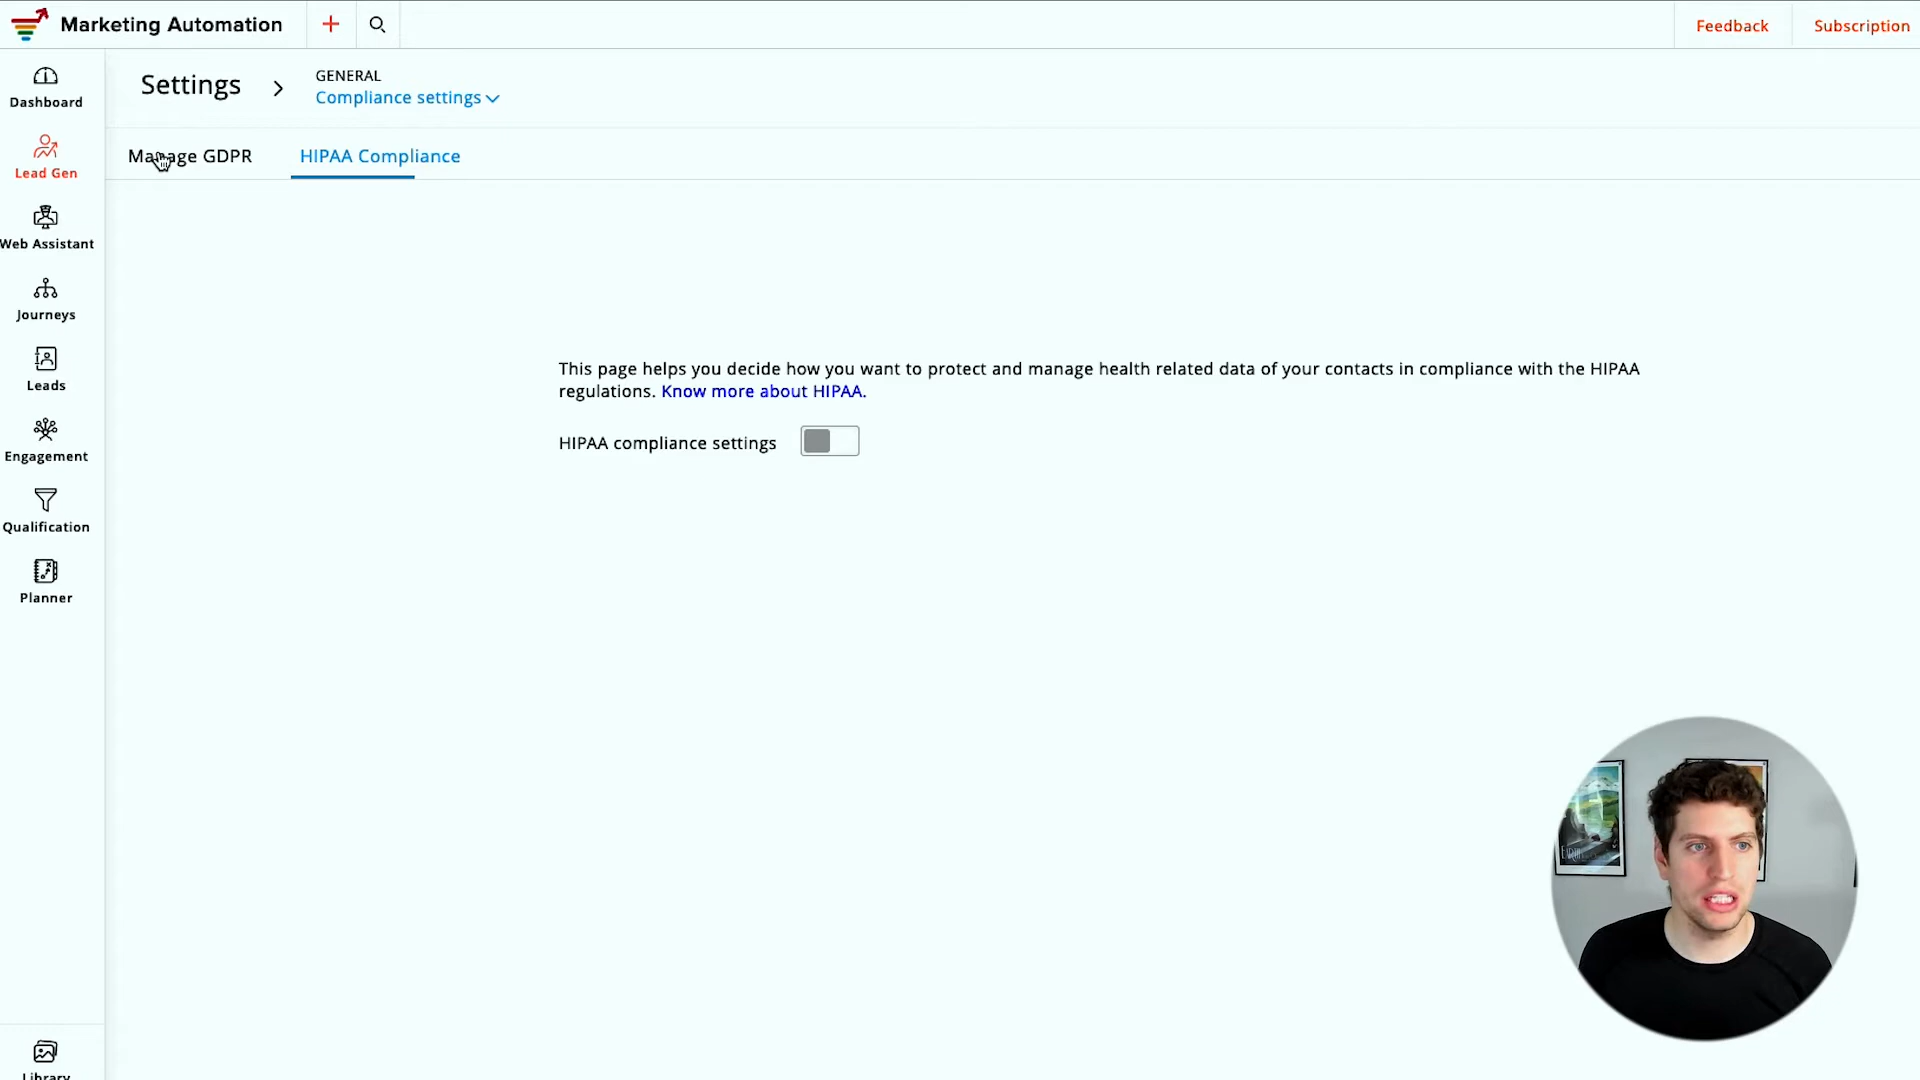 Marketing Automation
Feedback
Subscription
Settings
GENERAL
Compliance settings
Manage GDPR
HIPAA Compliance
Dashboard
Lead Gen
Web Assistant
Journeys
Leads
Engagement
Qualification
Planner
Library
This page helps you decide how you want to protect and manage health related data of your contacts in compliance with the HIPAA
regulations. Know more about HIPAA.
HIPAA compliance settings
EARTH